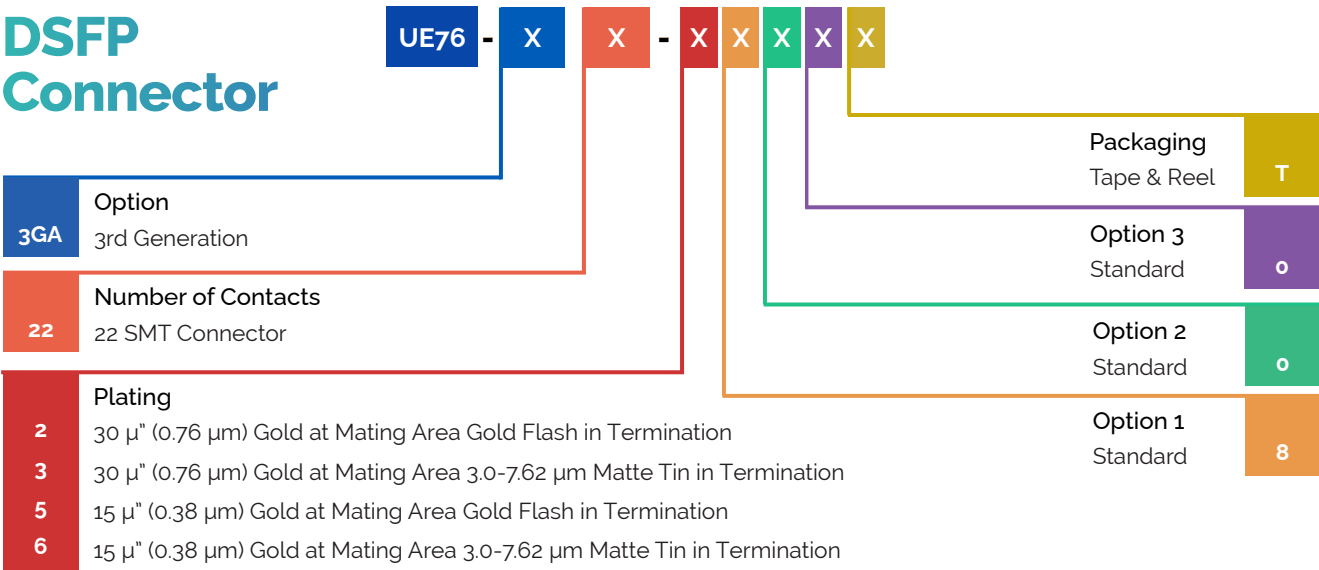 DSFP
Connector
UE76 - X X - X X X X X
3GA
Option
3rd Generation
22
Number of Contacts
22 SMT Connector
Plating
2 30 µ” (0.76 µm) Gold at Mating Area Gold Flash in Termination
3 30 µ” (0.76 µm) Gold at Mating Area 3.0-7.62 µm Matte Tin in Termination
5 15 µ” (0.38 µm) Gold at Mating Area Gold Flash in Termination
6 15 µ” (0.38 µm) Gold at Mating Area 3.0-7.62 µm Matte Tin in Termination
Packaging
Tape & Reel T
Option 3
Standard 0
Option 2
Standard 0
Option 1
Standard 8